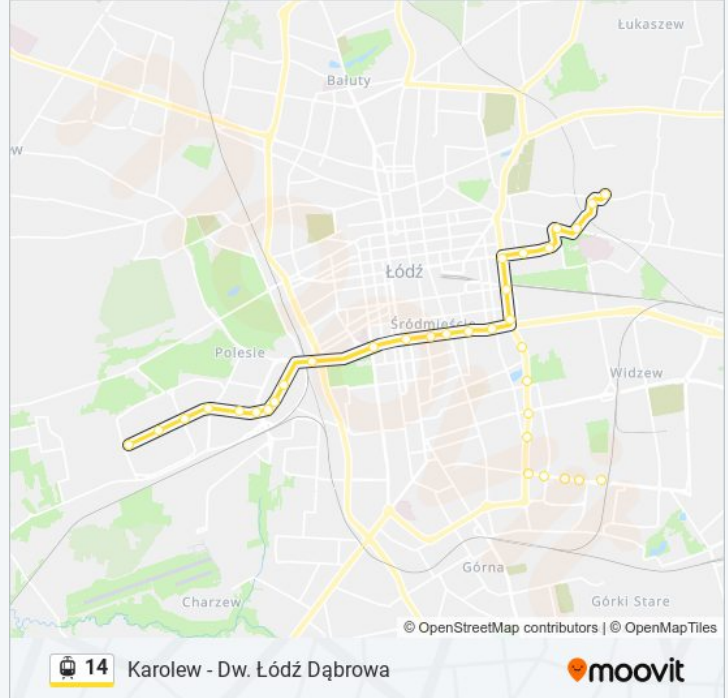 Łukaszew
Bałuty
w
Łódź
Śródmieście
Polesie
Widzew
Górna
Charzew
Górki Stare
© OpenStreetMap contributors | © OpenMapTiles
14 Karolew - Dw. Łódź Dąbrowa
moovit